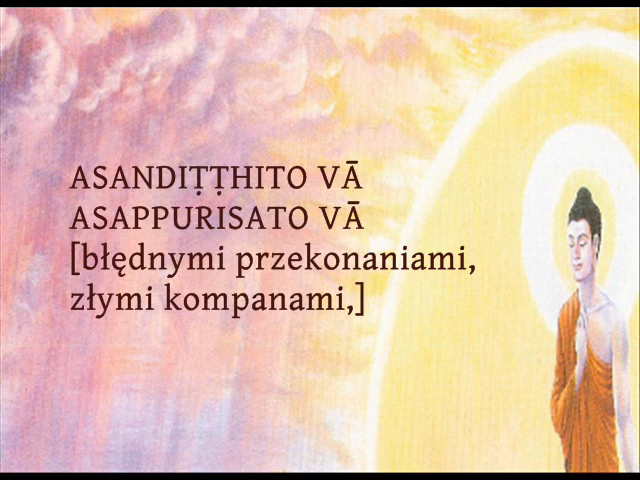 ASANDIṬṬHITO VĀ
ASAPPURISATO VĀ
[błędnymi przekonaniami,
złymi kompanami,]